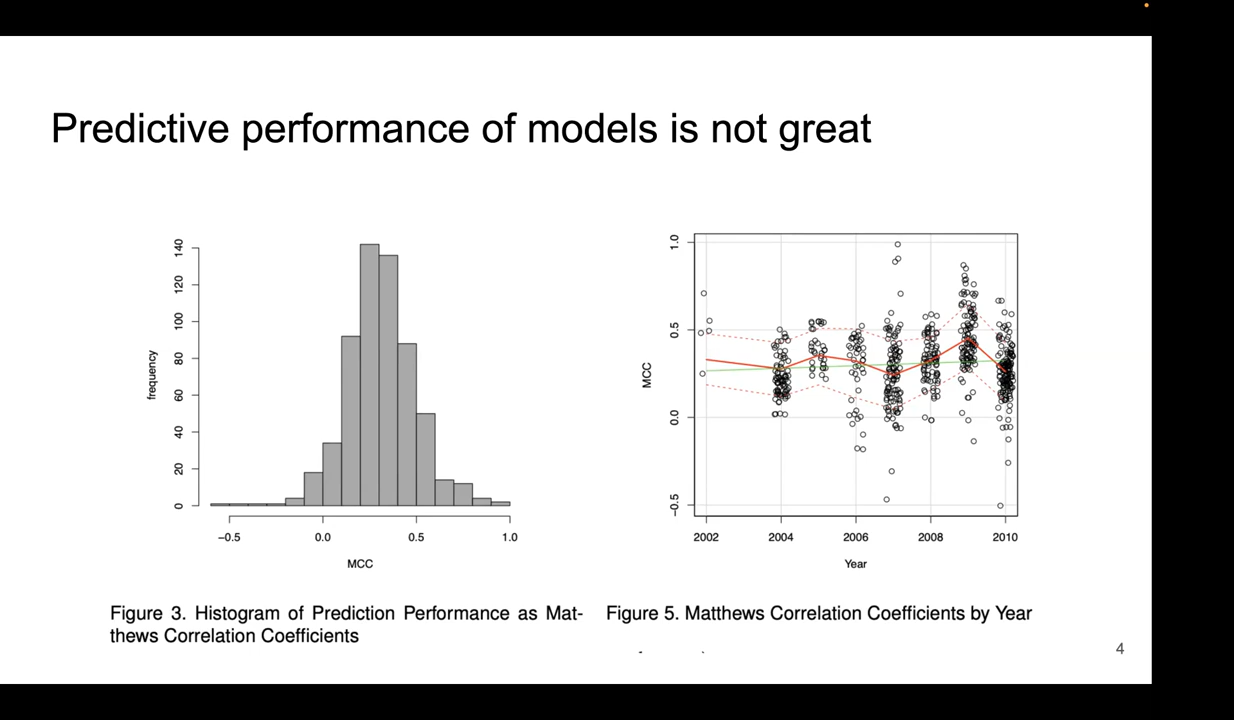 Predictive performance of models is not great
frequency
0
20
40
60
80
100
120
140
−0.5
0.0
0.5
1.0
MCC
MCC
−0.5
0.0
0.5
1.0
2002
2004
2006
2008
2010
Year
Figure 3. Histogram of Prediction Performance as Mat-
thews Correlation Coefficients
Figure 5. Matthews Correlation Coefficients by Year
4